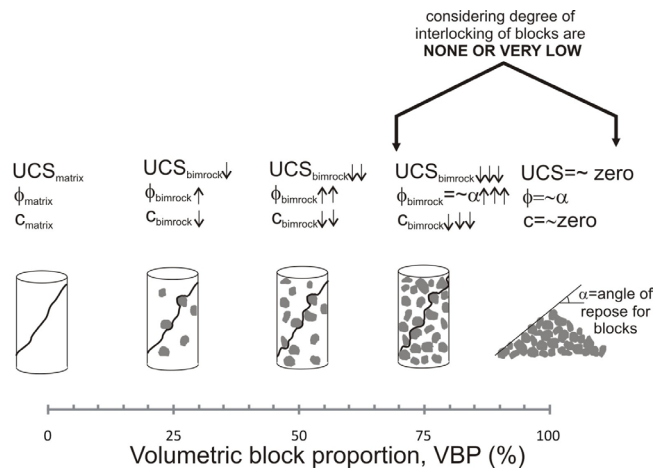 considering degree of
interlocking of blocks are
NONE OR VERY LOW
UCSmatrix
ϕmatrix
cmatrix
UCSbimrock↓
ϕbimrock↑
cbimrock↓
UCSbimrock↓↓
ϕbimrock↑↑
cbimrock↓↓
UCSbimrock↓↓↓
ϕbimrock=~α↑↑↑
cbimrock↓↓↓
UCS=~ zero
ϕ=~α
c=~zero
α=angle of
repose for
blocks
0 25 50 75 100
Volumetric block proportion, VBP (%)